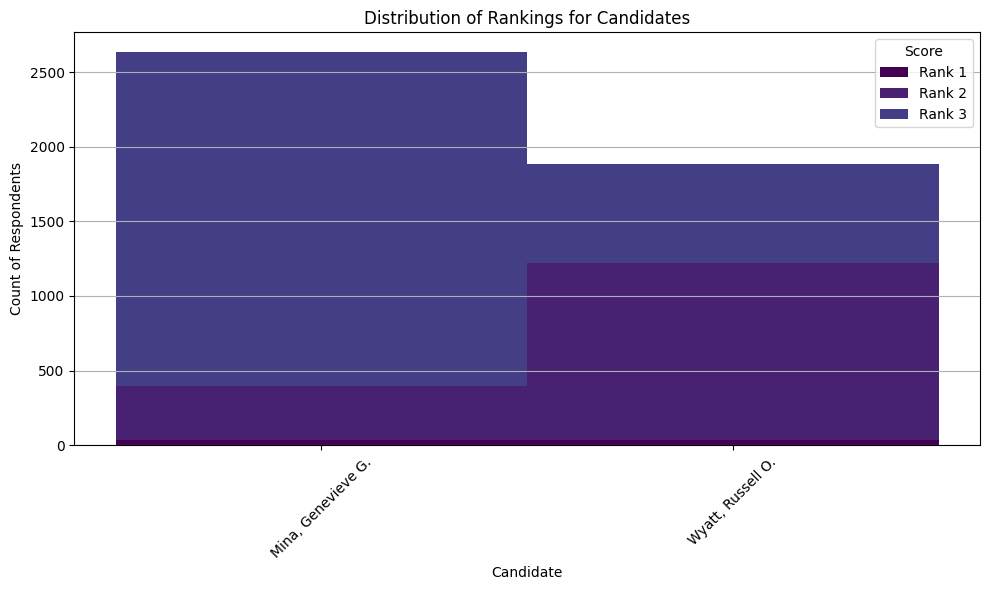 Distribution of Rankings for Candidates
Score
Rank 1
Rank 2
Rank 3
Count of Respondents
2500
2000
1500
1000
500
0
Mina, Genevieve G.
Wyatt, Russell O.
Candidate